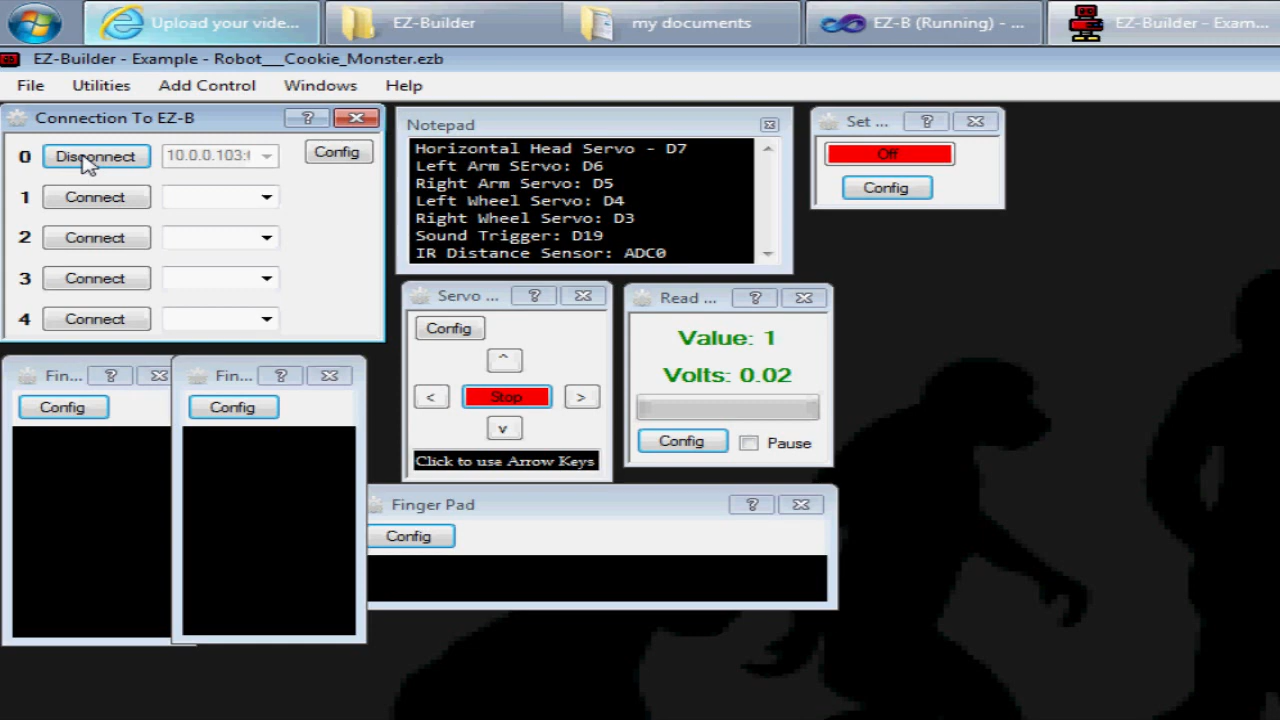 Upload your vide...
EZ-Builder
my documents
EZ-B (Running) - ...
EZ-Builder - Exam...
EZ-Builder - Example - Robot___Cookie_Monster.ezb
File
Utilities
Add Control
Windows
Help
Connection To EZ-B
?
0
Disconnect
10.0.0.103:
Config
1
Connect
2
Connect
3
Connect
4
Connect
Notepad
Horizontal Head Servo - D7
Left Arm SErvo: D6
Right Arm Servo: D5
Left Wheel Servo: D4
Right Wheel Servo: D3
Sound Trigger: D19
IR Distance Sensor: ADC0
Set ...
?
Off
Config
Servo ...
?
Config
^
<
Stop
>
v
Click to use Arrow Keys
Read ...
?
Value: 1
Volts: 0.02
Config
Pause
Fin...
?
Config
Fin...
?
Config
Finger Pad
?
Config